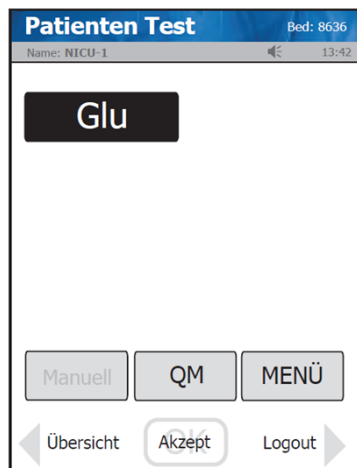 Patienten Test Bed: 8636
Name: NICU-1 13:42
Glu
Manuell QM MENÜ
Übersicht Akzept Logout
OK